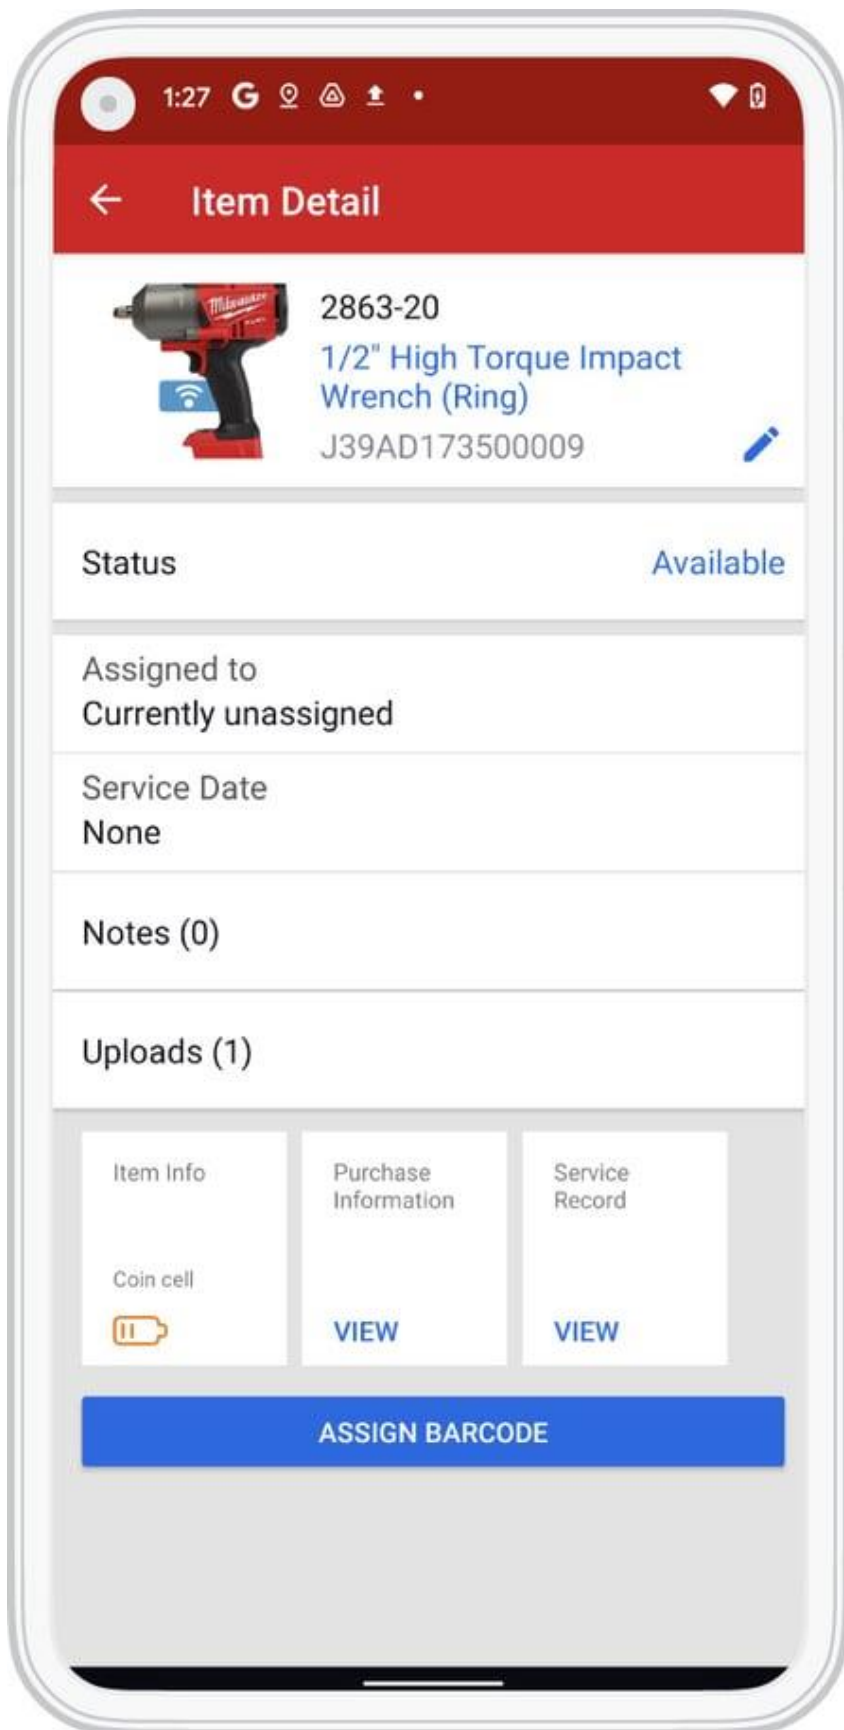 1:27
Item Detail
Milwaukee
2863-20
1/2" High Torque Impact
Wrench (Ring)
J39AD173500009
Status
Available
Assigned to
Currently unassigned
Service Date
None
Notes (0)
Uploads (1)
Item Info
Coin cell
Purchase
Information
VIEW
Service
Record
VIEW
ASSIGN BARCODE